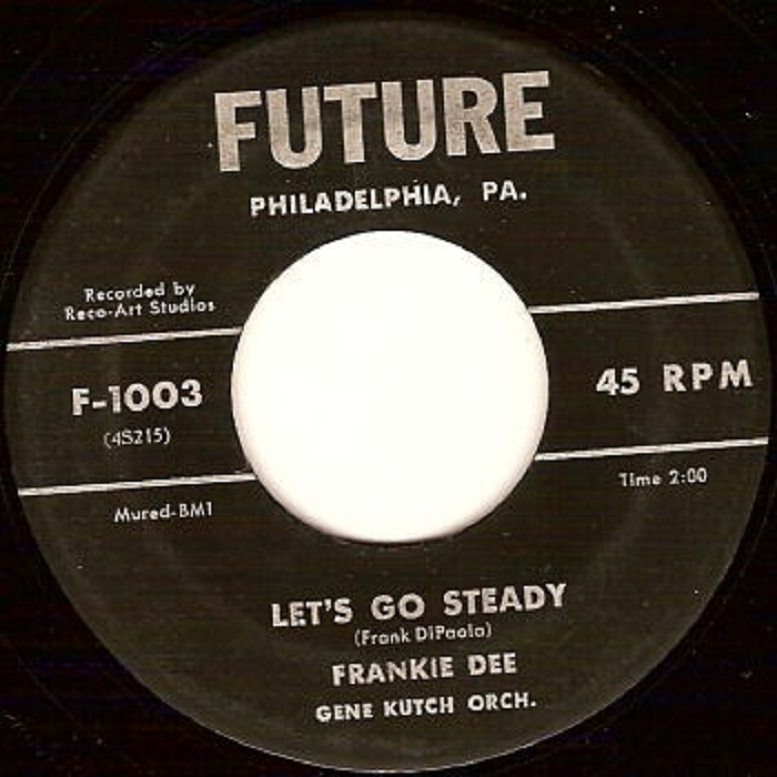 FUTURE
PHILADELPHIA, PA.
Recorded by
Reco-Art Studios
F-1003
(4S215)
45 RPM
Mured-BMI
Time 2:00
LET'S GO STEADY
(Frank DiPaola)
FRANKIE DEE
GENE KUTCH ORCH.